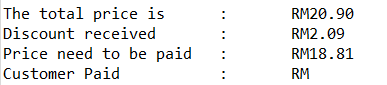 The total price is : RM20.90
Discount received : RM2.09
Price need to be paid : RM18.81
Customer Paid : RM